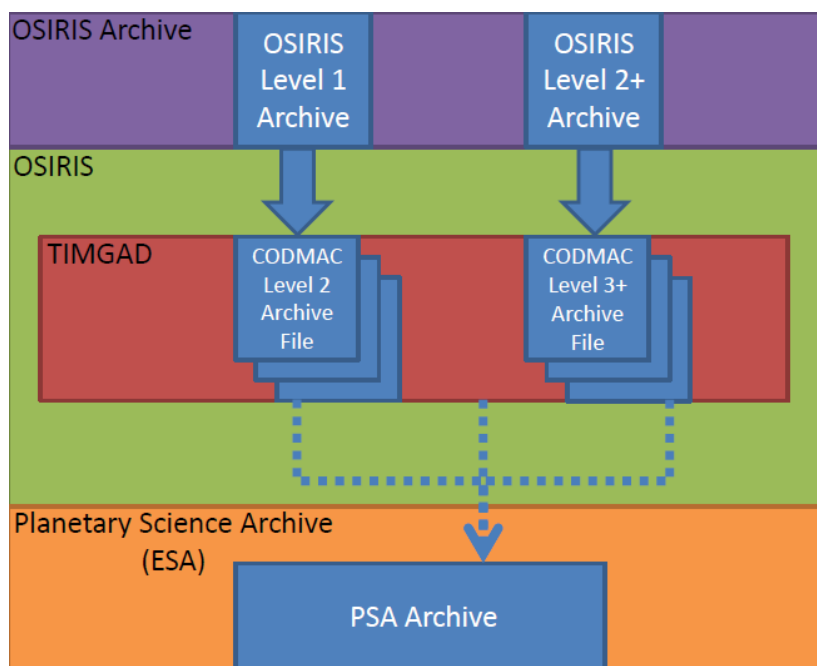 OSIRIS Archive
OSIRIS
Level 1
Archive
OSIRIS
Level 2+
Archive
OSIRIS
TIMGAD
CODMAC
Level 2
Archive
File
CODMAC
Level 3+
Archive
File
Planetary Science Archive
(ESA)
PSA Archive